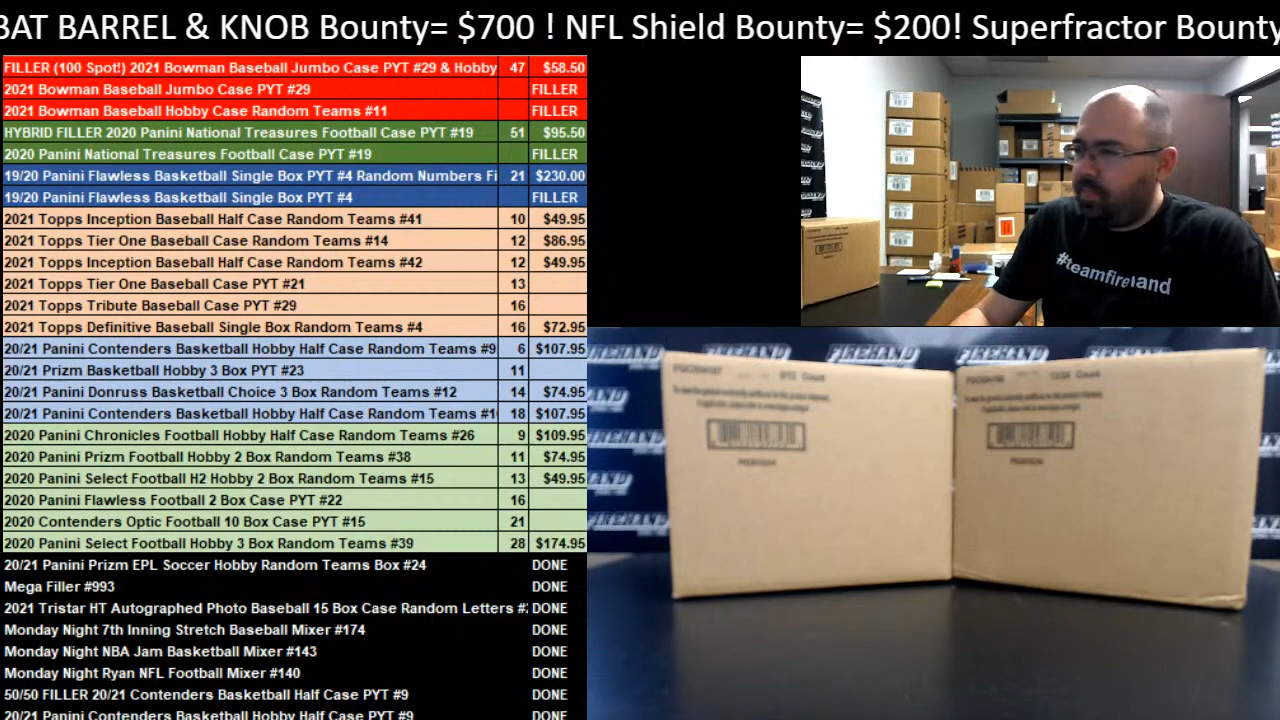 BAT BARREL & KNOB Bounty= $700 ! NFL Shield Bounty= $200! Superfractor Bounty
FILLER (100 Spot!) 2021 Bowman Baseball Jumbo Case PYT #29 & Hobby 47 $58.50
2021 Bowman Baseball Jumbo Case PYT #29 FILLER
2021 Bowman Baseball Hobby Case Random Teams #11 FILLER
HYBRID FILLER 2020 Panini National Treasures Football Case PYT #19 51 $95.50
2020 Panini National Treasures Football Case PYT #19 FILLER
19/20 Panini Flawless Basketball Single Box PYT #4 Random Numbers Fi 21 $230.00
19/20 Panini Flawless Basketball Single Box PYT #4 FILLER
2021 Topps Inception Baseball Half Case Random Teams #41 10 $49.95
2021 Topps Tier One Baseball Case Random Teams #14 12 $86.95
2021 Topps Inception Baseball Half Case Random Teams #42 12 $49.95
2021 Topps Tier One Baseball Case PYT #21 13
2021 Topps Tribute Baseball Case PYT #29 16
2021 Topps Definitive Baseball Single Box Random Teams #4 16 $72.95
20/21 Panini Contenders Basketball Hobby Half Case Random Teams #9 6 $107.95
20/21 Prizm Basketball Hobby 3 Box PYT #23 11
20/21 Panini Donruss Basketball Choice 3 Box Random Teams #12 14 $74.95
20/21 Panini Contenders Basketball Hobby Half Case Random Teams #1 18 $107.95
2020 Panini Chronicles Football Hobby Half Case Random Teams #26 9 $109.95
2020 Panini Prizm Football Hobby 2 Box Random Teams #38 11 $74.95
2020 Panini Select Football H2 Hobby 2 Box Random Teams #15 13 $49.95
2020 Panini Flawless Football 2 Box Case PYT #22 16
2020 Contenders Optic Football 10 Box Case PYT #15 21
2020 Panini Select Football Hobby 3 Box Random Teams #39 28 $174.95
20/21 Panini Prizm EPL Soccer Hobby Random Teams Box #24 DONE
Mega Filler #993 DONE
2021 Tristar HT Autographed Photo Baseball 15 Box Case Random Letters #2 DONE
Monday Night 7th Inning Stretch Baseball Mixer #174 DONE
Monday Night NBA Jam Basketball Mixer #143 DONE
Monday Night Ryan NFL Football Mixer #140 DONE
50/50 FILLER 20/21 Contenders Basketball Half Case PYT #9 DONE
20/21 Panini Contenders Basketball Hobby Half Case PYT #9 DONE
#teamfirehand
FIREHAND
FIREHAND
FIREHAND
Count
Count